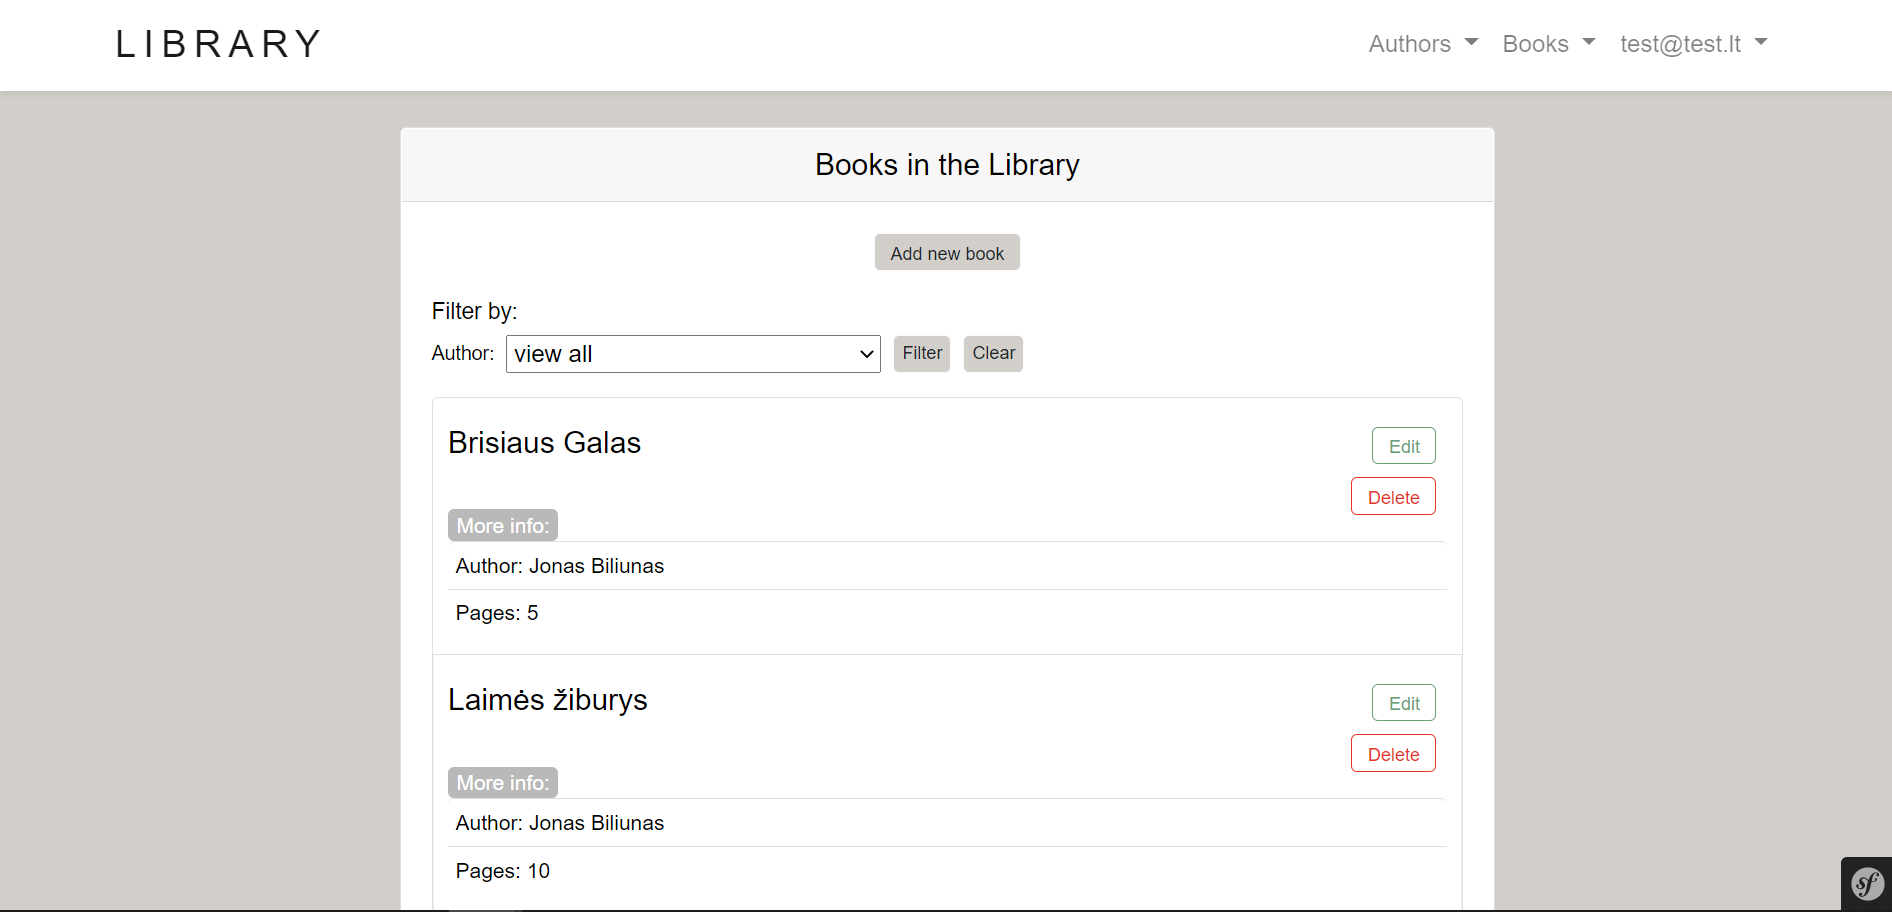 LIBRARY
Authors Books test@test.lt
Books in the Library
Add new book
Filter by:
Author: view all Filter Clear
Brisiaus Galas
Edit
Delete
More info:
Author: Jonas Biliunas
Pages: 5
Laimės žiburys
Edit
Delete
More info:
Author: Jonas Biliunas
Pages: 10
sf